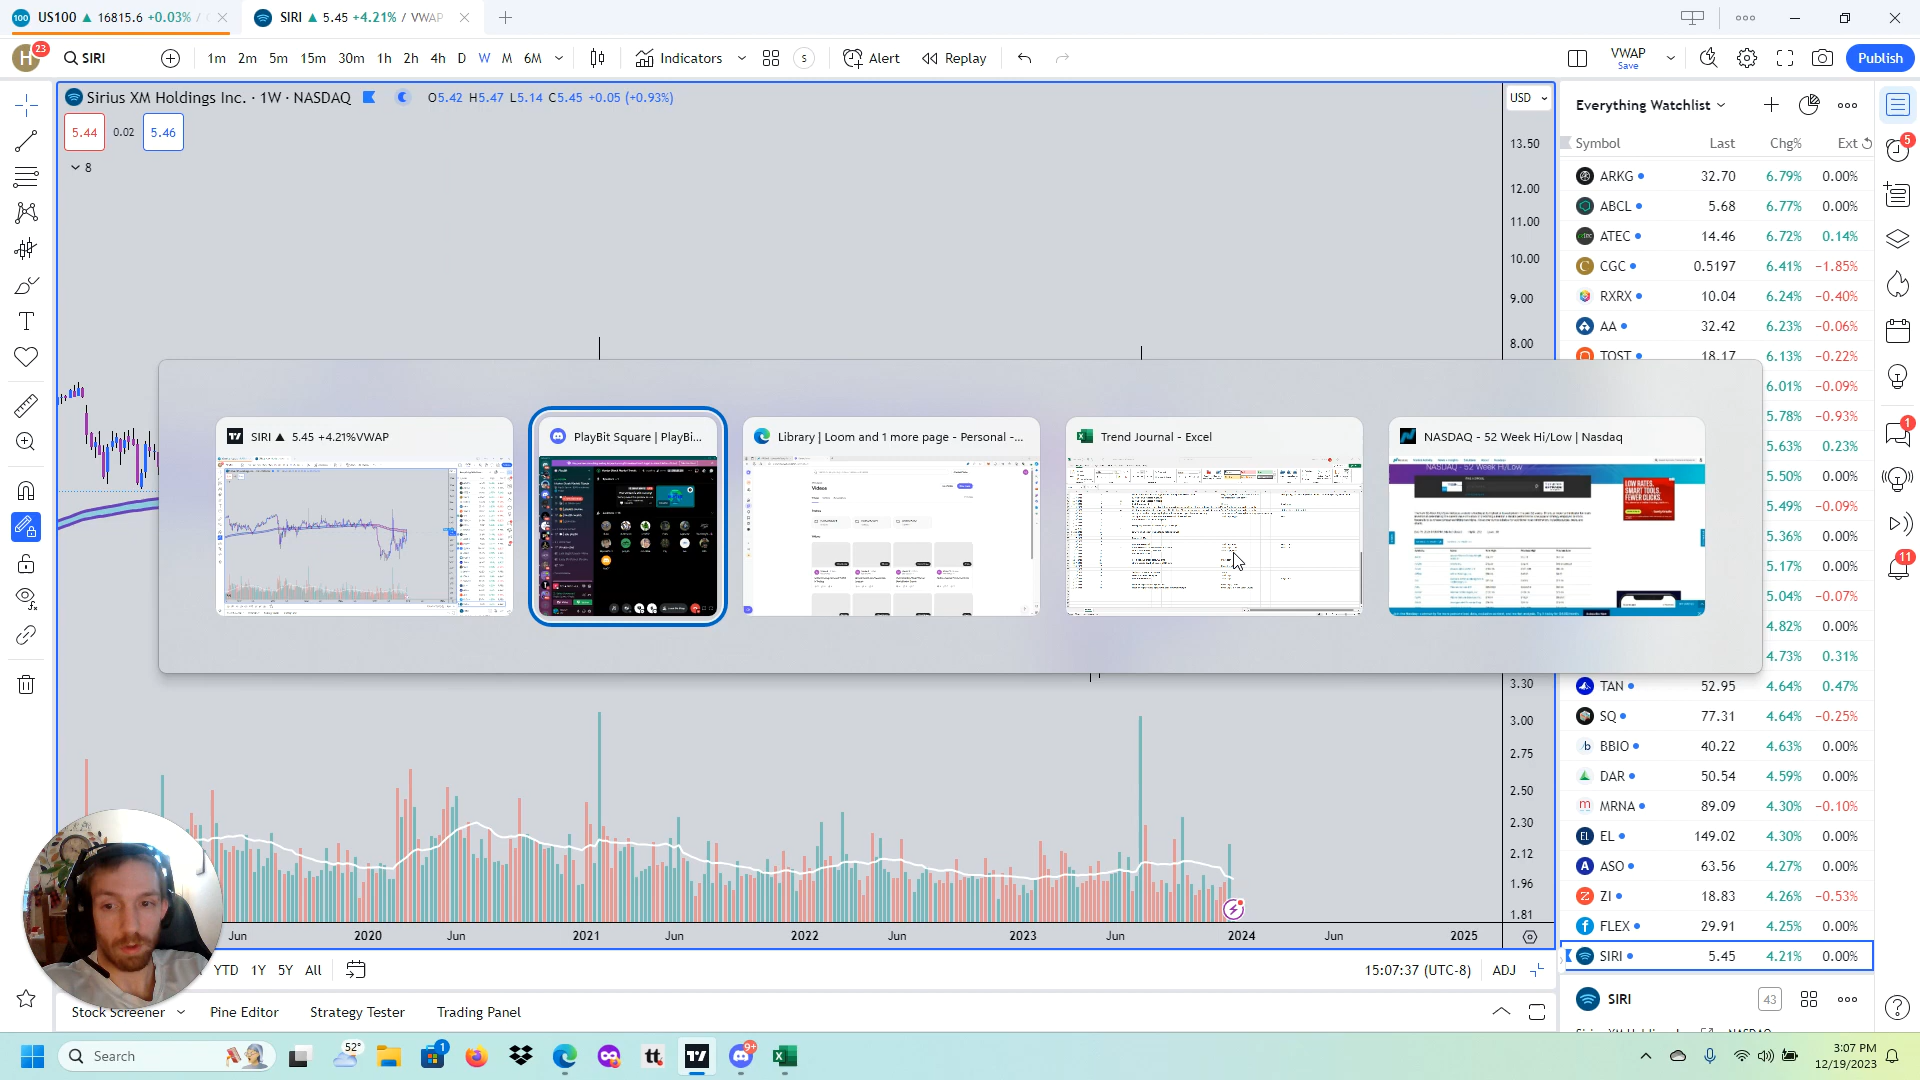 US100 ▲ 16815.6 +0.03% /
SIRI ▲ 5.45 +4.21% / VWAP
H 23
SIRI
1m 2m 5m 15m 30m 1h 2h 4h D W M 6M
Indicators
S
Alert
Replay
VWAP
Save
Publish
Sirius XM Holdings Inc. · 1W · NASDAQ
O5.42 H5.47 L5.14 C5.45 +0.05 (+0.93%)
5.44 0.02 5.46
8
USD
13.50
12.00
11.00
10.00
9.00
8.00
3.30
3.00
2.75
2.50
2.30
2.12
1.96
1.81
SIRI ▲ 5.45 +4.21%VWAP
PlayBit Square | PlayBi...
Library | Loom and 1 more page - Personal -...
Trend Journal - Excel
NASDAQ - 52 Week Hi/Low | Nasdaq
Jun 2020 Jun 2021 Jun 2022 Jun 2023 Jun 2024 Jun 2025
YTD 1Y 5Y All
15:07:37 (UTC-8) ADJ
Stock Screener
Pine Editor
Strategy Tester
Trading Panel
Everything Watchlist
Symbol Last Chg% Ext
ARKG 32.70 6.79% 0.00%
ABCL 5.68 6.77% 0.00%
ATEC 14.46 6.72% 0.14%
CGC 0.5197 6.41% −1.85%
RXRX 10.04 6.24% −0.40%
AA 32.42 6.23% −0.06%
TOST 18.17 6.13% −0.22%
6.01% −0.09%
5.78% −0.93%
5.63% 0.23%
5.50% 0.00%
5.49% −0.09%
5.36% 0.00%
5.17% 0.00%
5.04% −0.07%
4.82% 0.00%
4.73% 0.31%
TAN 52.95 4.64% 0.47%
SQ 77.31 4.64% −0.25%
BBIO 40.22 4.63% 0.00%
DAR 50.54 4.59% 0.00%
MRNA 89.09 4.30% −0.10%
EL 149.02 4.30% 0.00%
ASO 63.56 4.27% 0.00%
ZI 18.83 4.26% −0.53%
FLEX 29.91 4.25% 0.00%
SIRI 5.45 4.21% 0.00%
SIRI 43
5
1
11
Search
52°
1
9+
3:07 PM
12/19/2023